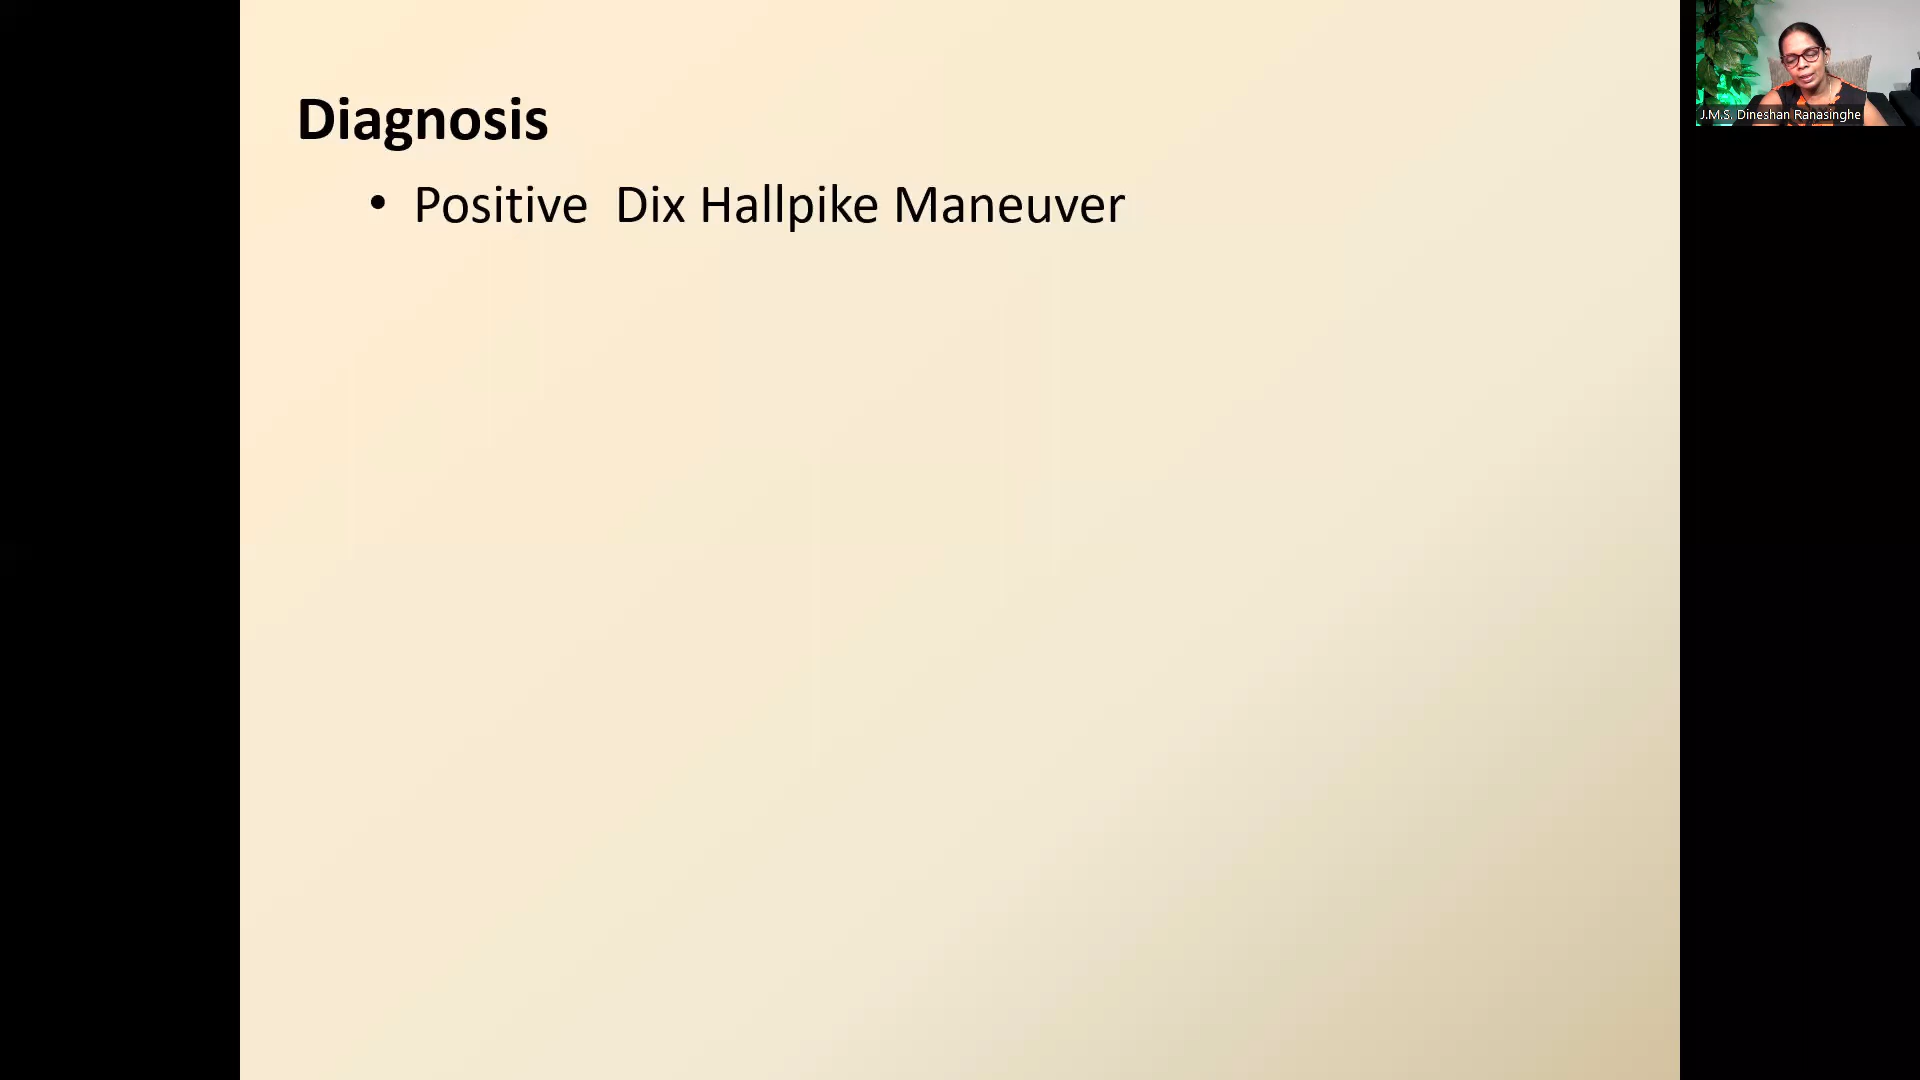 Diagnosis
• Positive  Dix Hallpike Maneuver
J.M.S. Dineshan Ranasinghe